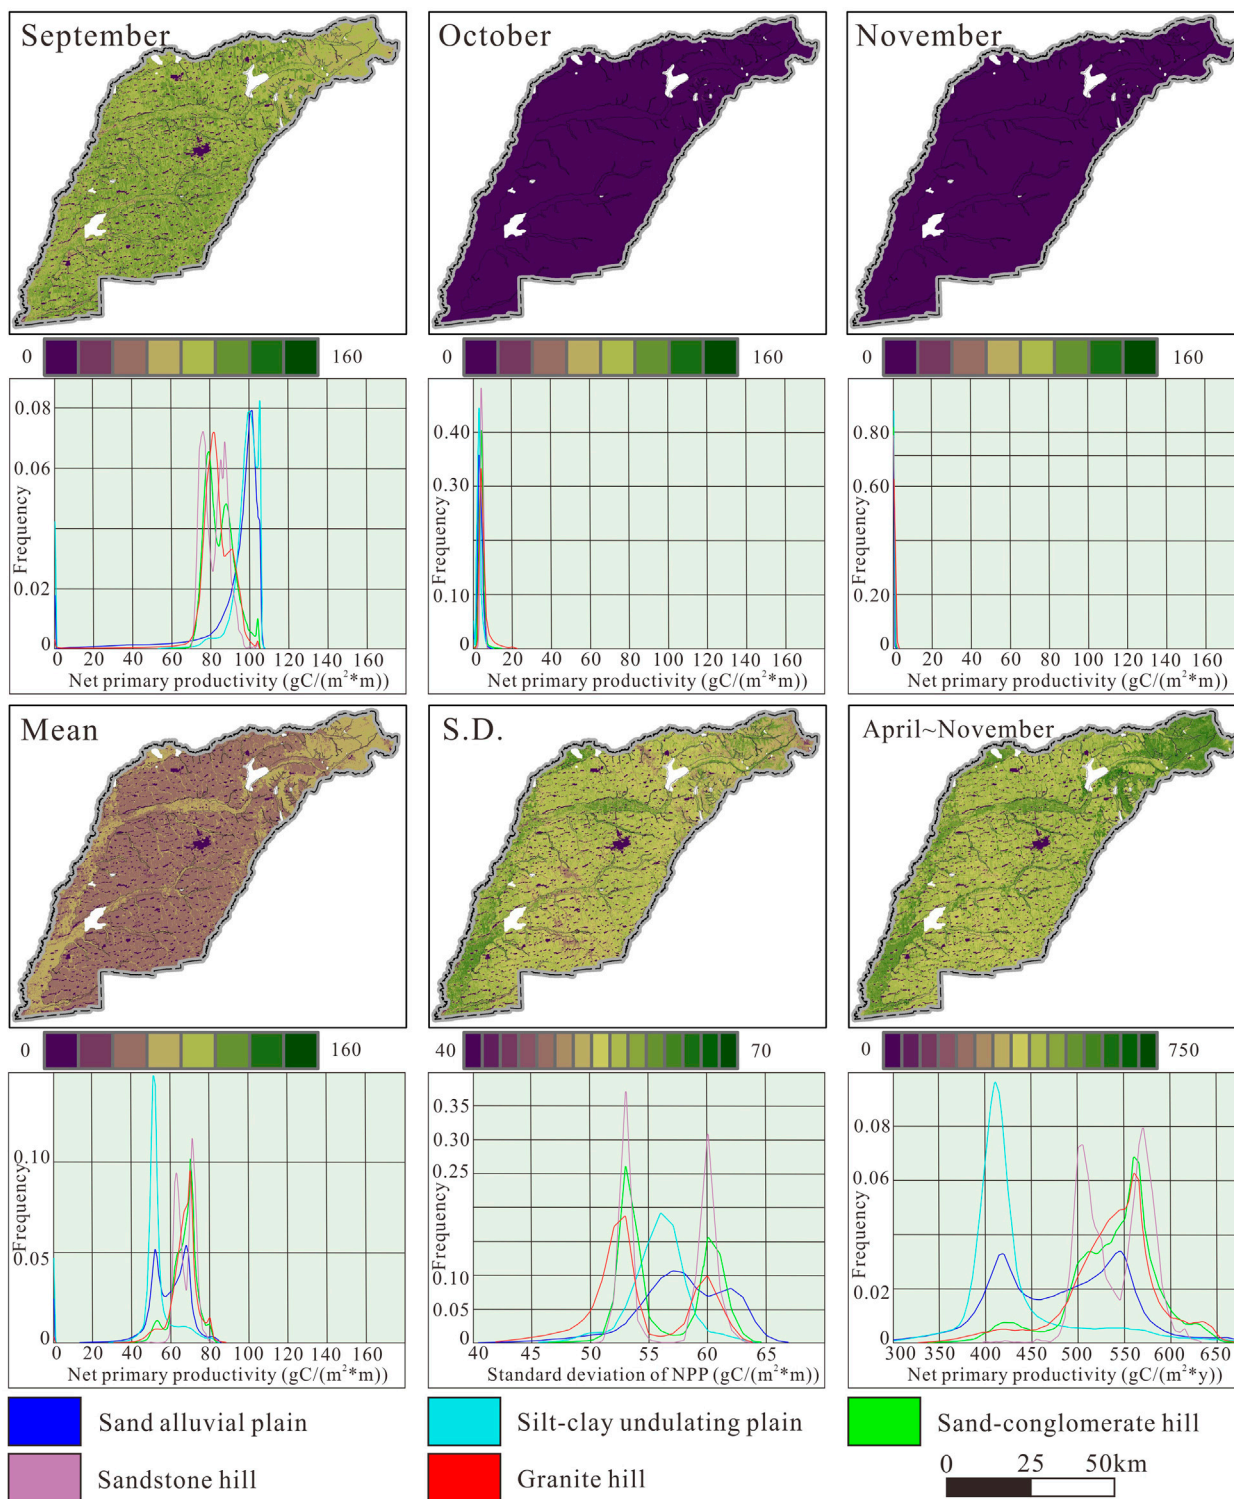 September
October
November
0 160
0 160
0 160
Frequency
0.08
0.06
0.04
0.02
0
0 20 40 60 80 100 120 140 160
Net primary productivity (gC/(m²*m))
Frequency
0.40
0.30
0.10
0
0 20 40 60 80 100 120 140 160
Net primary productivity (gC/(m²*m))
Frequency
0.80
0.60
0.20
0
0 20 40 60 80 100 120 140 160
Net primary productivity (gC/(m²*m))
Mean
S.D.
April~November
0 160
40 70
0 750
Frequency
0.10
0.05
0
0 20 40 60 80 100 120 140 160
Net primary productivity (gC/(m²*m))
Frequency
0.35
0.30
0.25
0.10
0.05
0
40 45 50 55 60 65
Standard deviation of NPP (gC/(m²*m))
Frequency
0.08
0.06
0.04
0.02
0
300 350 400 450 500 550 600 650
Net primary productivity (gC/(m²*y))
Sand alluvial plain
Silt-clay undulating plain
Sand-conglomerate hill
Sandstone hill
Granite hill
0 25 50km